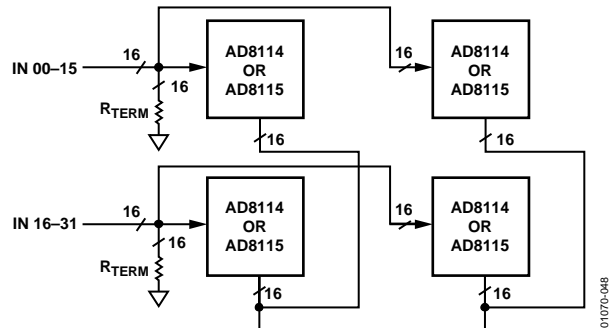 16
16
AD8114
OR
AD8115
AD8114
OR
AD8115
IN 00–15
16
16
RTERM
16
16
16
16
AD8114
OR
AD8115
AD8114
OR
AD8115
IN 16–31
16
16
RTERM
16
16
01070-048